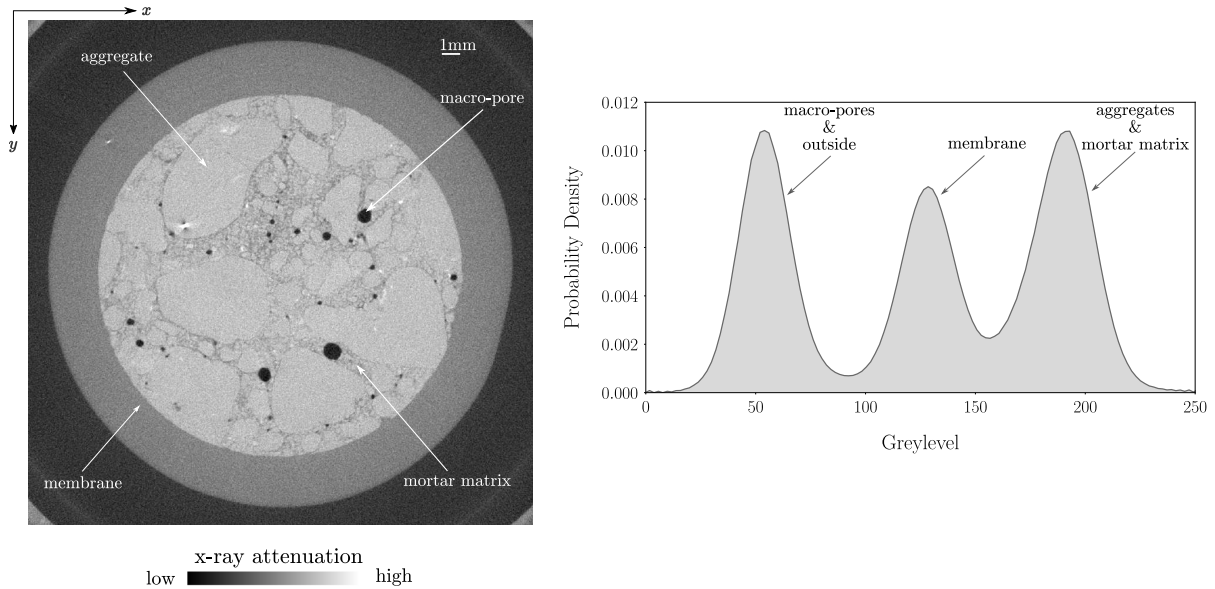 x
y
aggregate
1mm
macro-pore
membrane
mortar matrix
x-ray attenuation
low
high
0.012
0.010
0.008
0.006
0.004
0.002
0.000
Probability Density
macro-pores
&
outside
membrane
aggregates
&
mortar matrix
0
50
100
150
200
250
Greylevel